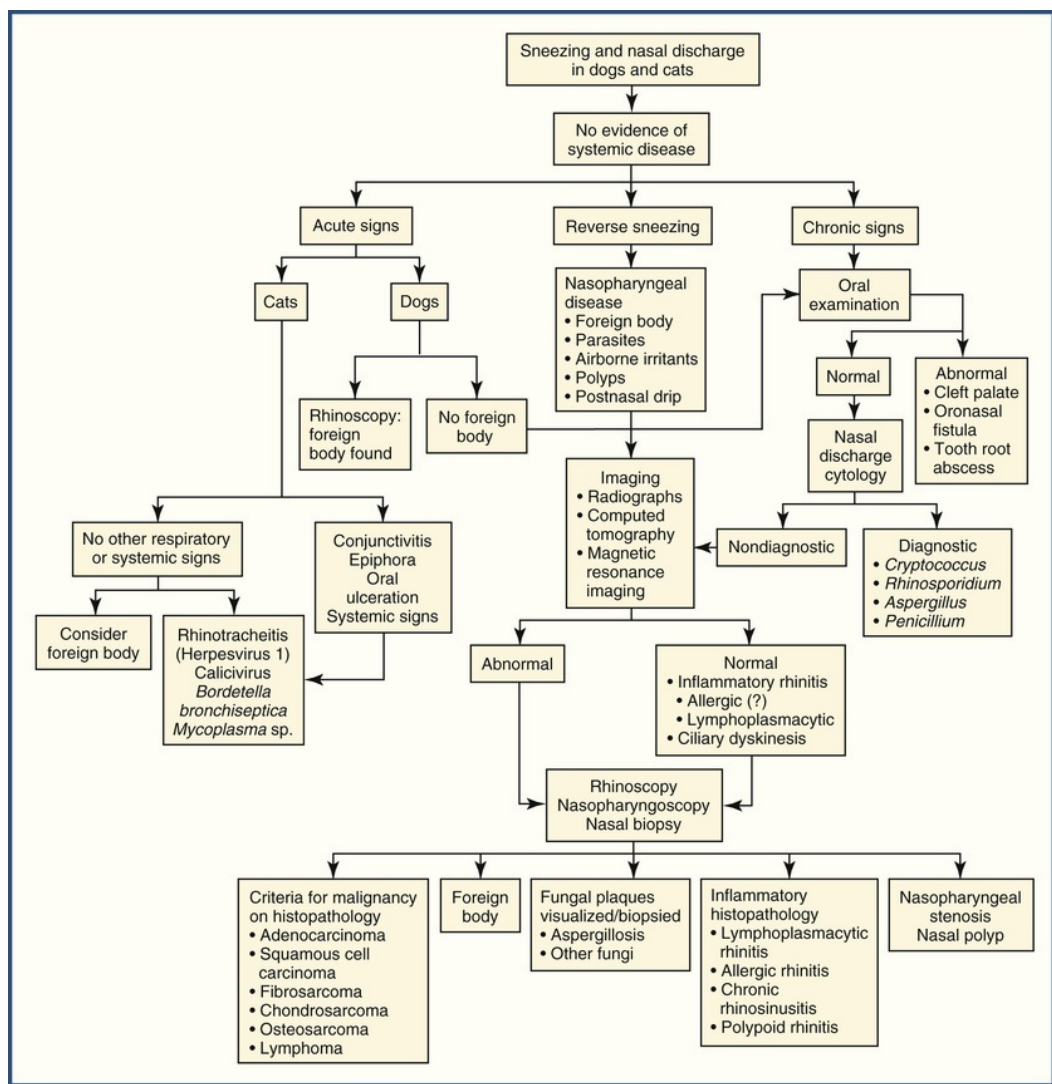 Sneezing and nasal discharge
in dogs and cats
No evidence of
systemic disease
Acute signs
Reverse sneezing
Chronic signs
Cats
Dogs
Nasopharyngeal
disease
• Foreign body
• Parasites
• Airborne irritants
• Polyps
• Postnasal drip
Oral
examination
Rhinoscopy:
foreign
body found
No foreign
body
Normal
Abnormal
• Cleft palate
• Oronasal
fistula
• Tooth root
abscess
Nasal
discharge
cytology
Imaging
• Radiographs
• Computed
tomography
• Magnetic
resonance
imaging
Nondiagnostic
Diagnostic
• Cryptococcus
• Rhinosporidium
• Aspergillus
• Penicillium
No other respiratory
or systemic signs
Conjunctivitis
Epiphora
Oral
ulceration
Systemic signs
Consider
foreign body
Rhinotracheitis
(Herpesvirus 1)
Calicivirus
Bordetella
bronchiseptica
Mycoplasma sp.
Abnormal
Normal
• Inflammatory rhinitis
• Allergic (?)
• Lymphoplasmacytic
• Ciliary dyskinesis
Rhinoscopy
Nasopharyngoscopy
Nasal biopsy
Criteria for malignancy
on histopathology
• Adenocarcinoma
• Squamous cell
carcinoma
• Fibrosarcoma
• Chondrosarcoma
• Osteosarcoma
• Lymphoma
Foreign
body
Fungal plaques
visualized/biopsied
• Aspergillosis
• Other fungi
Inflammatory
histopathology
• Lymphoplasmacytic
rhinitis
• Allergic rhinitis
• Chronic
rhinosinusitis
• Polypoid rhinitis
Nasopharyngeal
stenosis
Nasal polyp